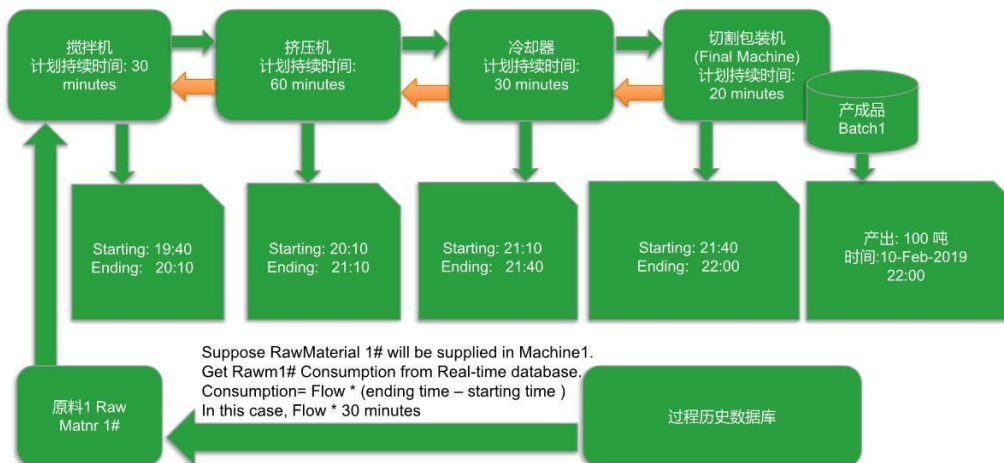 搅拌机
计划持续时间: 30
minutes
挤压机
计划持续时间:
60 minutes
冷却器
计划持续时间:
30 minutes
切割包装机
(Final Machine)
计划持续时间:
20 minutes
产成品
Batch1
Starting: 19:40
Ending: 20:10
Starting: 20:10
Ending: 21:10
Starting: 21:10
Ending: 21:40
Starting: 21:40
Ending: 22:00
产出: 100 吨
时间:10-Feb-2019
22:00
Suppose RawMaterial 1# will be supplied in Machine1.
Get Rawm1# Consumption from Real-time database.
Consumption= Flow * (ending time – starting time )
In this case, Flow * 30 minutes
原料1 Raw
Matnr 1#
过程历史数据库